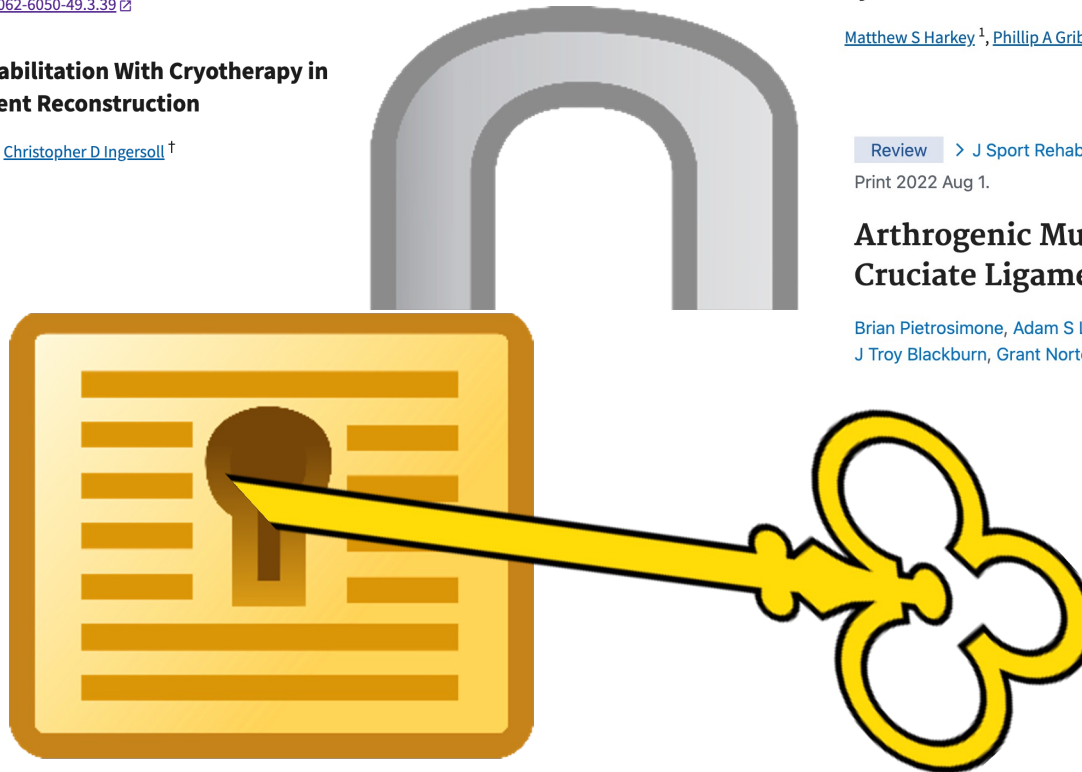 062-6050-49.3.39
abilitation With Cryotherapy in
ent Reconstruction
Christopher D Ingersoll †
Matthew S Harkey 1, Phillip A Grib
Review > J Sport Rehab
Print 2022 Aug 1.
Arthrogenic Mu
Cruciate Ligame
Brian Pietrosimone, Adam S L
J Troy Blackburn, Grant Norte